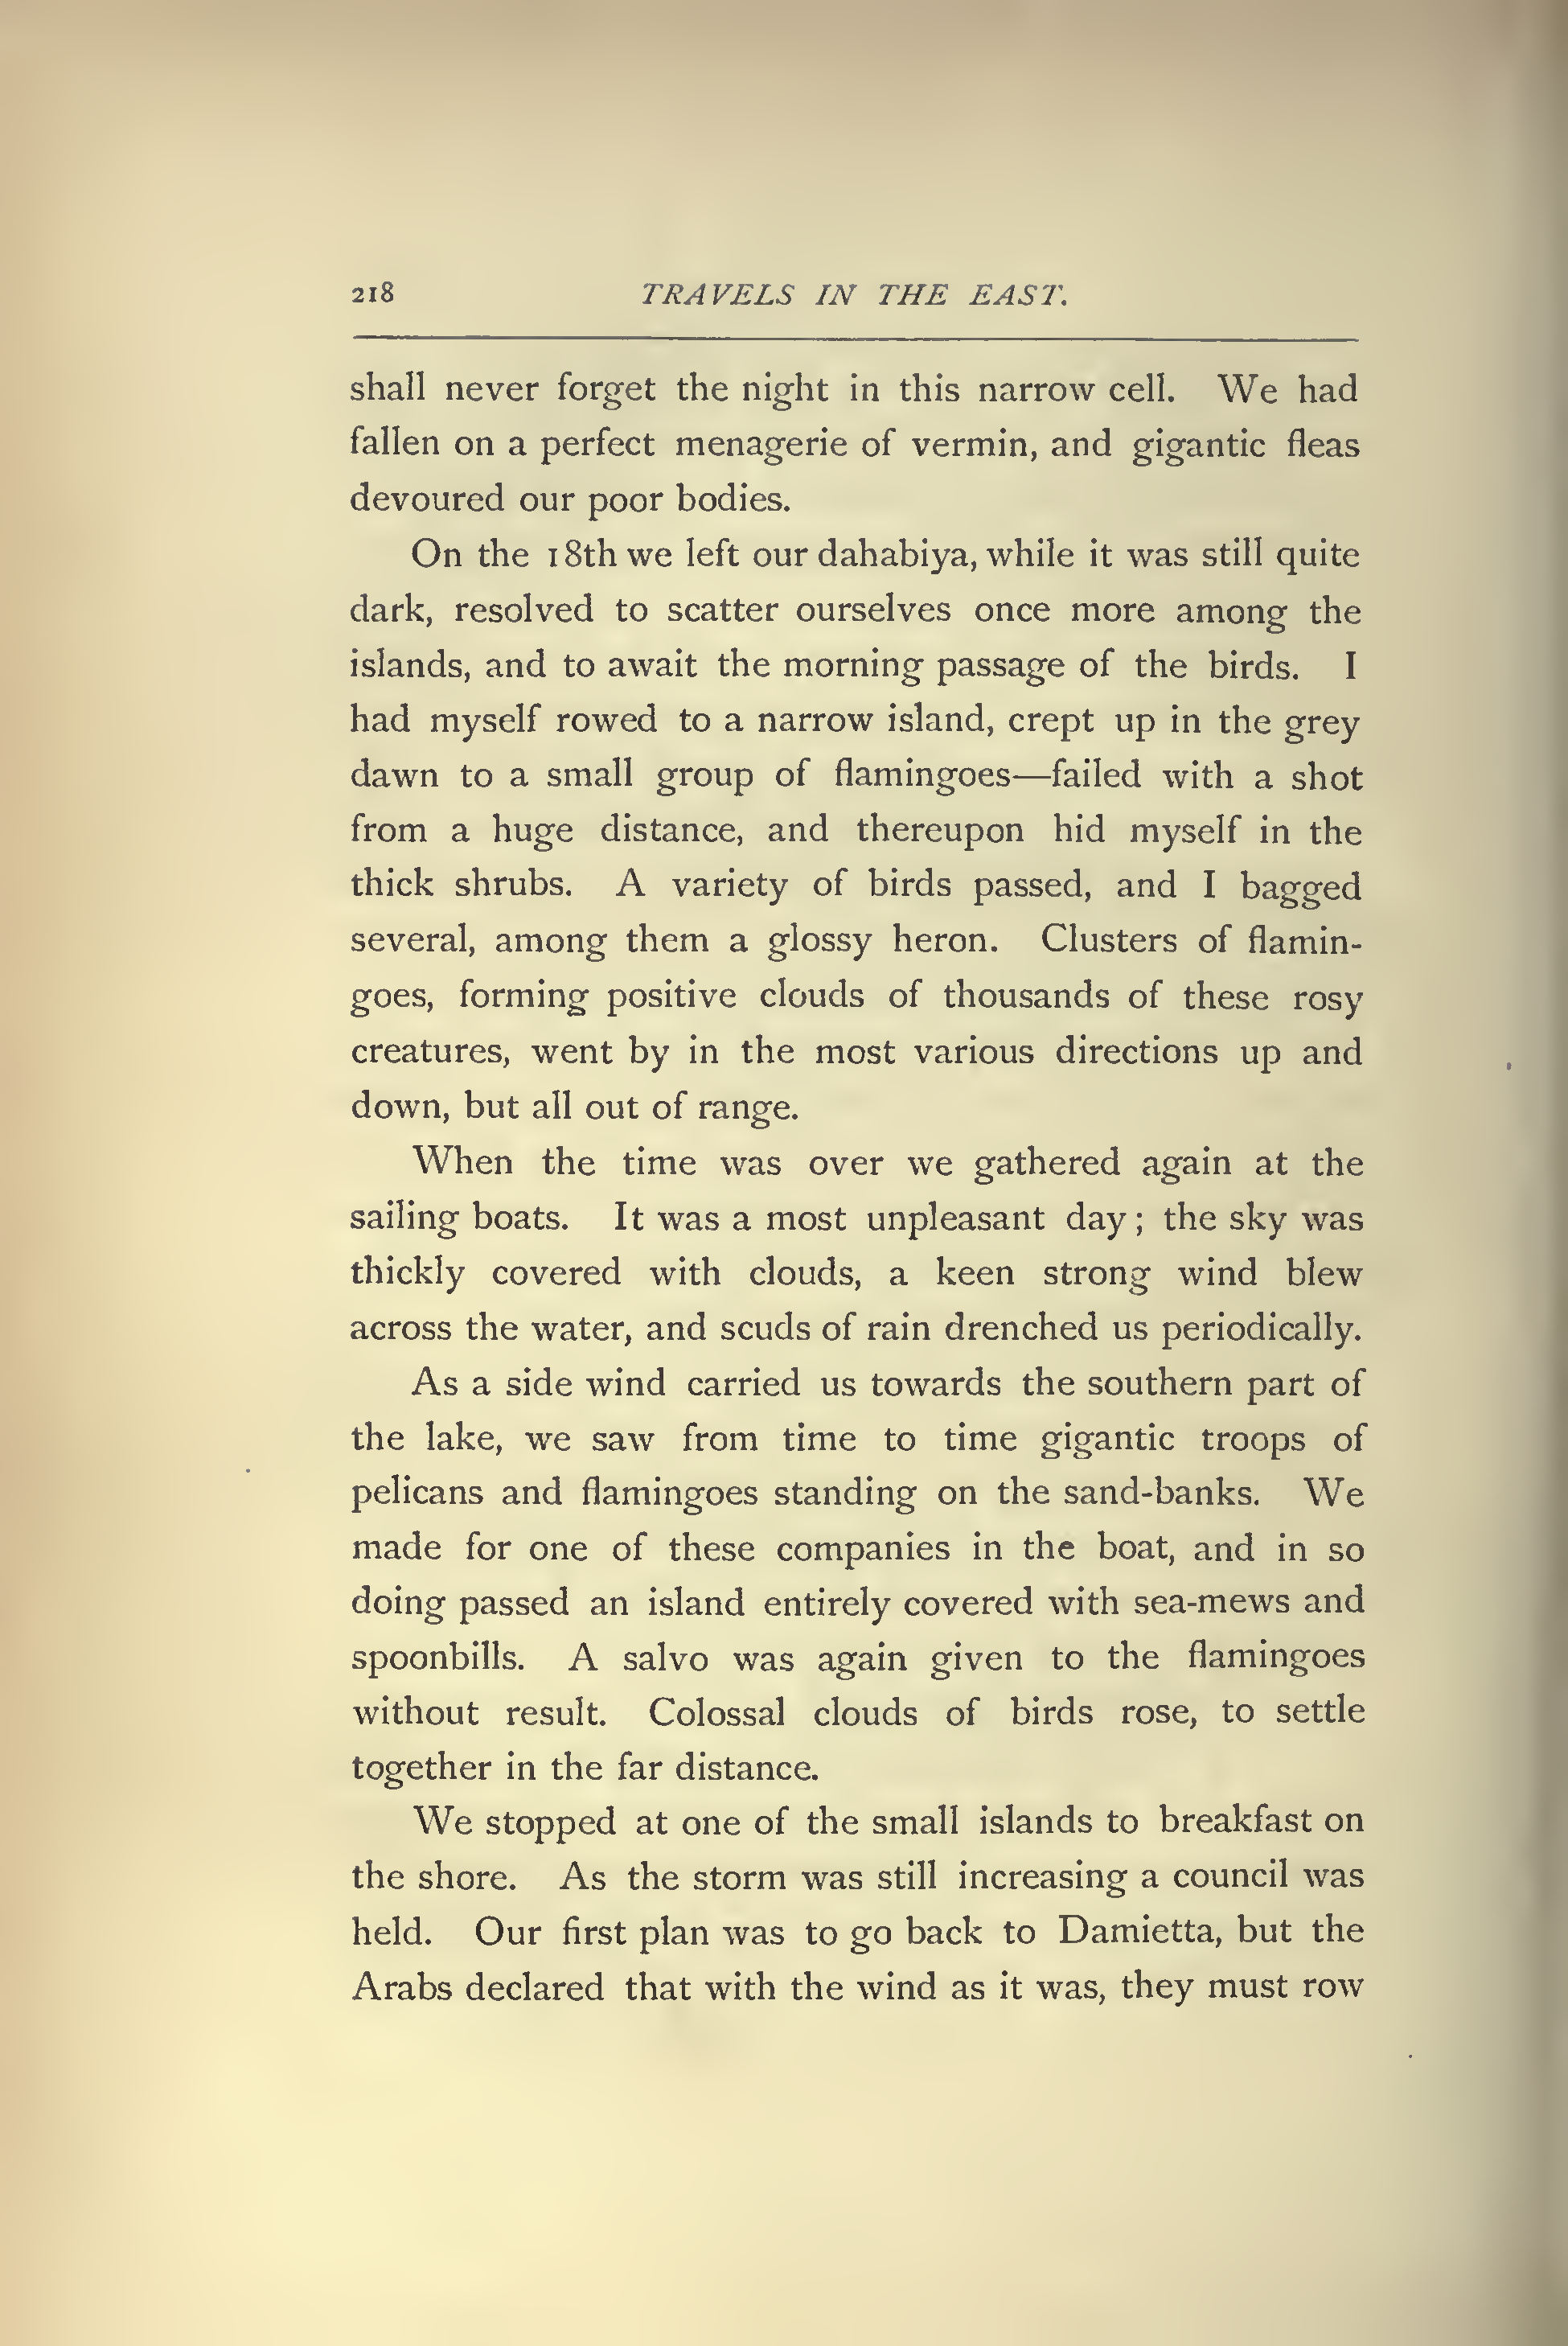 218 TRAVELS IN THE EAST.
shall never forget the night in this narrow cell. We had
fallen on a perfect menagerie of vermin, and gigantic fleas
devoured our poor bodies.
On the 18th we left our dahabiya, while it was still quite
dark, resolved to scatter ourselves once more among the
islands, and to await the morning passage of the birds. I
had myself rowed to a narrow island, crept up in the grey
dawn to a small group of flamingoes—failed with a shot
from a huge distance, and thereupon hid myself in the
thick shrubs. A variety of birds passed, and I bagged
several, among them a glossy heron. Clusters of flamin-
goes, forming positive clouds of thousands of these rosy
creatures, went by in the most various directions up and
down, but all out of range.
When the time was over we gathered again at the
sailing boats. It was a most unpleasant day; the sky was
thickly covered with clouds, a keen strong wind blew
across the water, and scuds of rain drenched us periodically.
As a side wind carried us towards the southern part of
the lake, we saw from time to time gigantic troops of
pelicans and flamingoes standing on the sand-banks. We
made for one of these companies in the boat, and in so
doing passed an island entirely covered with sea-mews and
spoonbills. A salvo was again given to the flamingoes
without result. Colossal clouds of birds rose, to settle
together in the far distance.
We stopped at one of the small islands to breakfast on
the shore. As the storm was still increasing a council was
held. Our first plan was to go back to Damietta, but the
Arabs declared that with the wind as it was, they must row